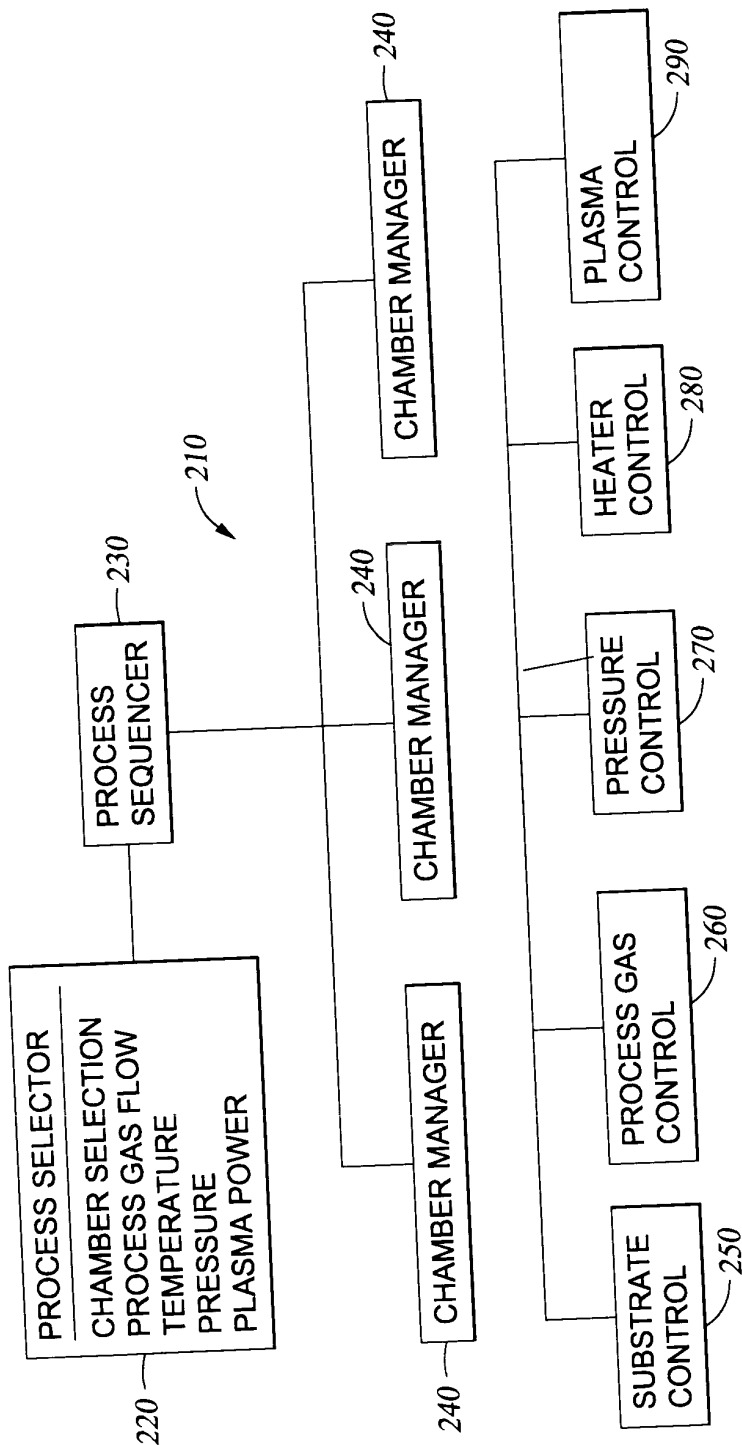 PROCESS SELECTOR
CHAMBER SELECTION
PROCESS GAS FLOW
TEMPERATURE
PRESSURE
PLASMA POWER
220
PROCESS
SEQUENCER
230
210
CHAMBER MANAGER
240
CHAMBER MANAGER
240
CHAMBER MANAGER
240
SUBSTRATE
CONTROL
250
PROCESS GAS
CONTROL
260
PRESSURE
CONTROL
270
HEATER
CONTROL
280
PLASMA
CONTROL
290